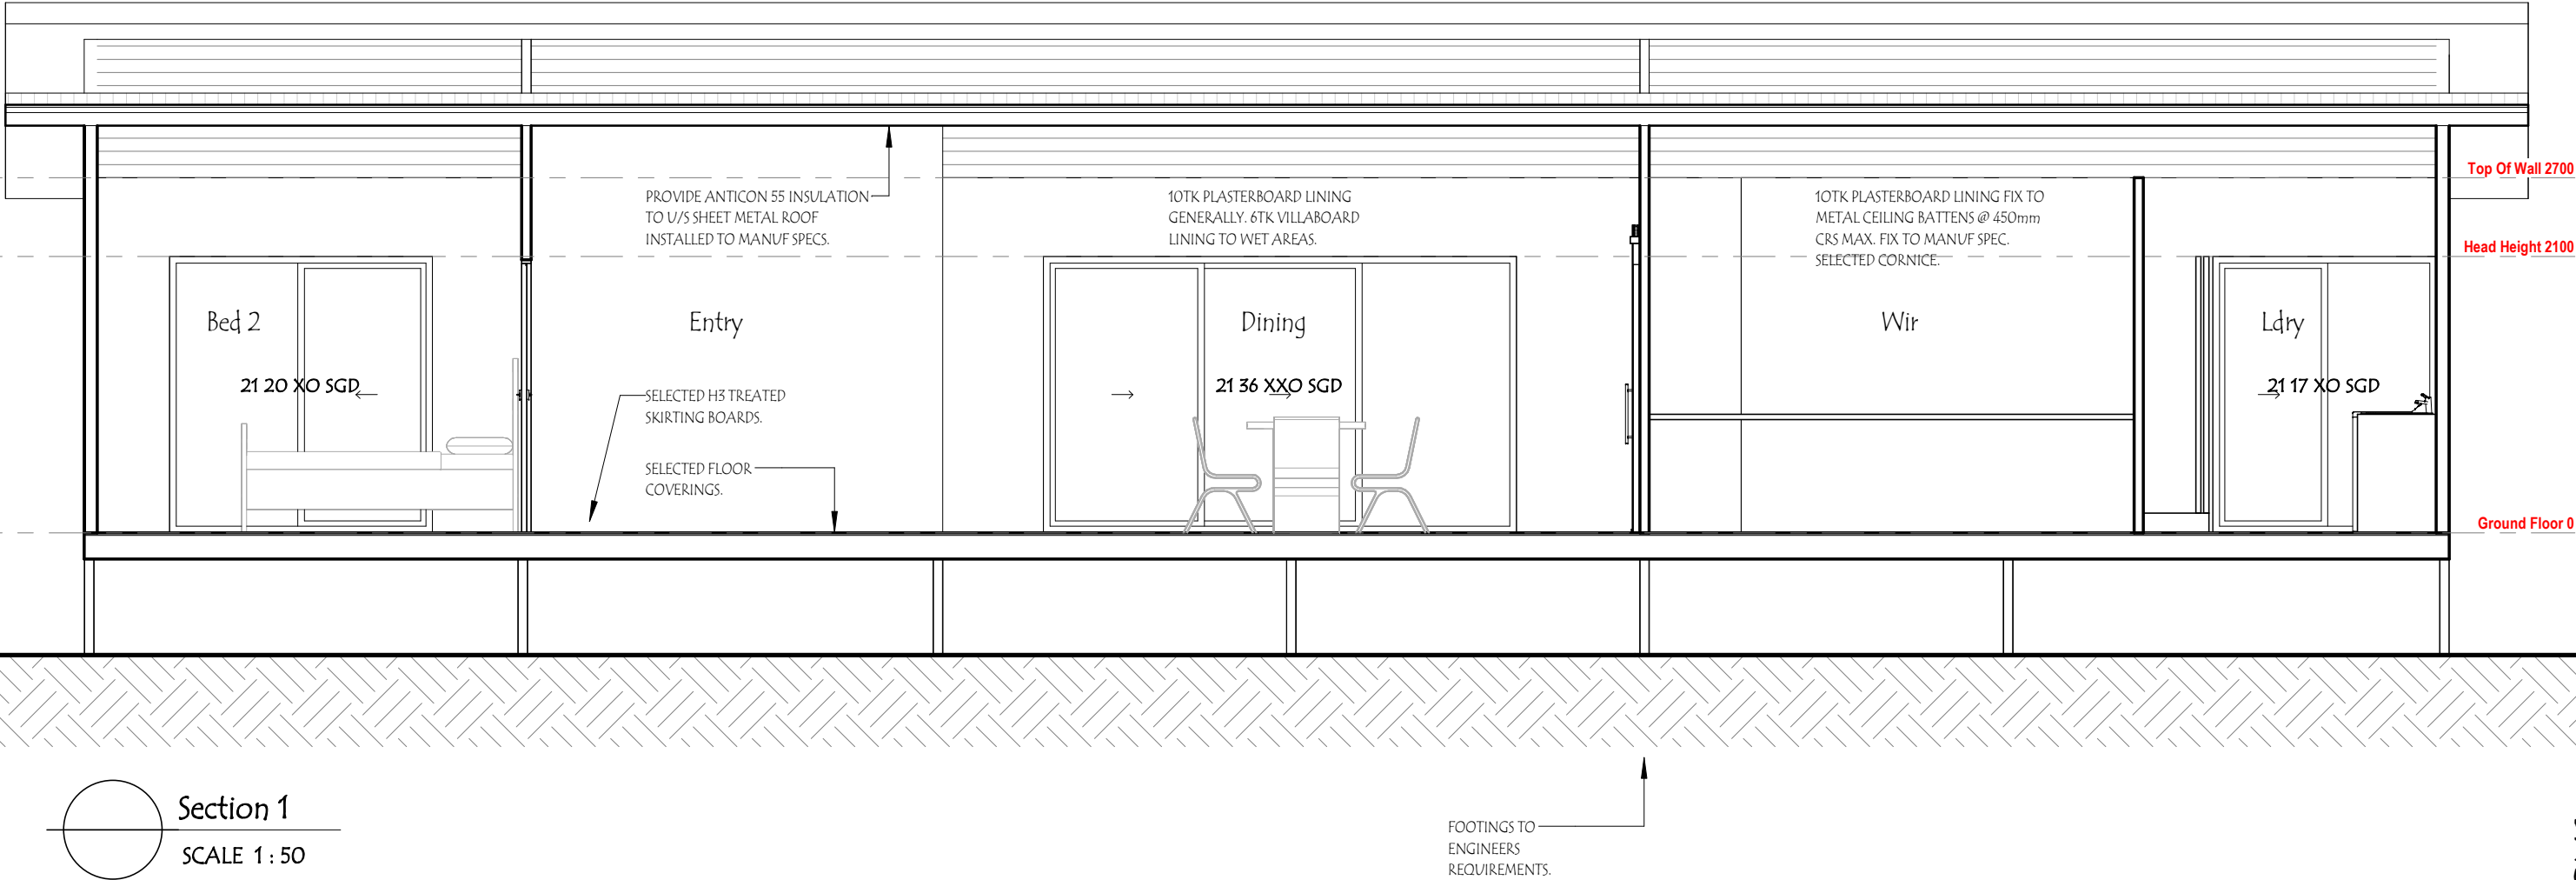 Top Of Wall 2700
PROVIDE ANTICON 55 INSULATION
TO U/S SHEET METAL ROOF
INSTALLED TO MANUF SPECS.
10TK PLASTERBOARD LINING
GENERALLY. 6TK VILLABOARD
LINING TO WET AREAS.
10TK PLASTERBOARD LINING FIX TO
METAL CEILING BATTENS @ 450mm
CRS MAX. FIX TO MANUF SPEC.
SELECTED CORNICE.
Head Height 2100
Bed 2
Entry
Dining
Wir
Ldry
21 20 XO SGD
21 36 XXO SGD
21 17 XO SGD
SELECTED H3 TREATED
SKIRTING BOARDS.
SELECTED FLOOR
COVERINGS.
Ground Floor 0
Section 1
SCALE 1 : 50
FOOTINGS TO
ENGINEERS
REQUIREMENTS.